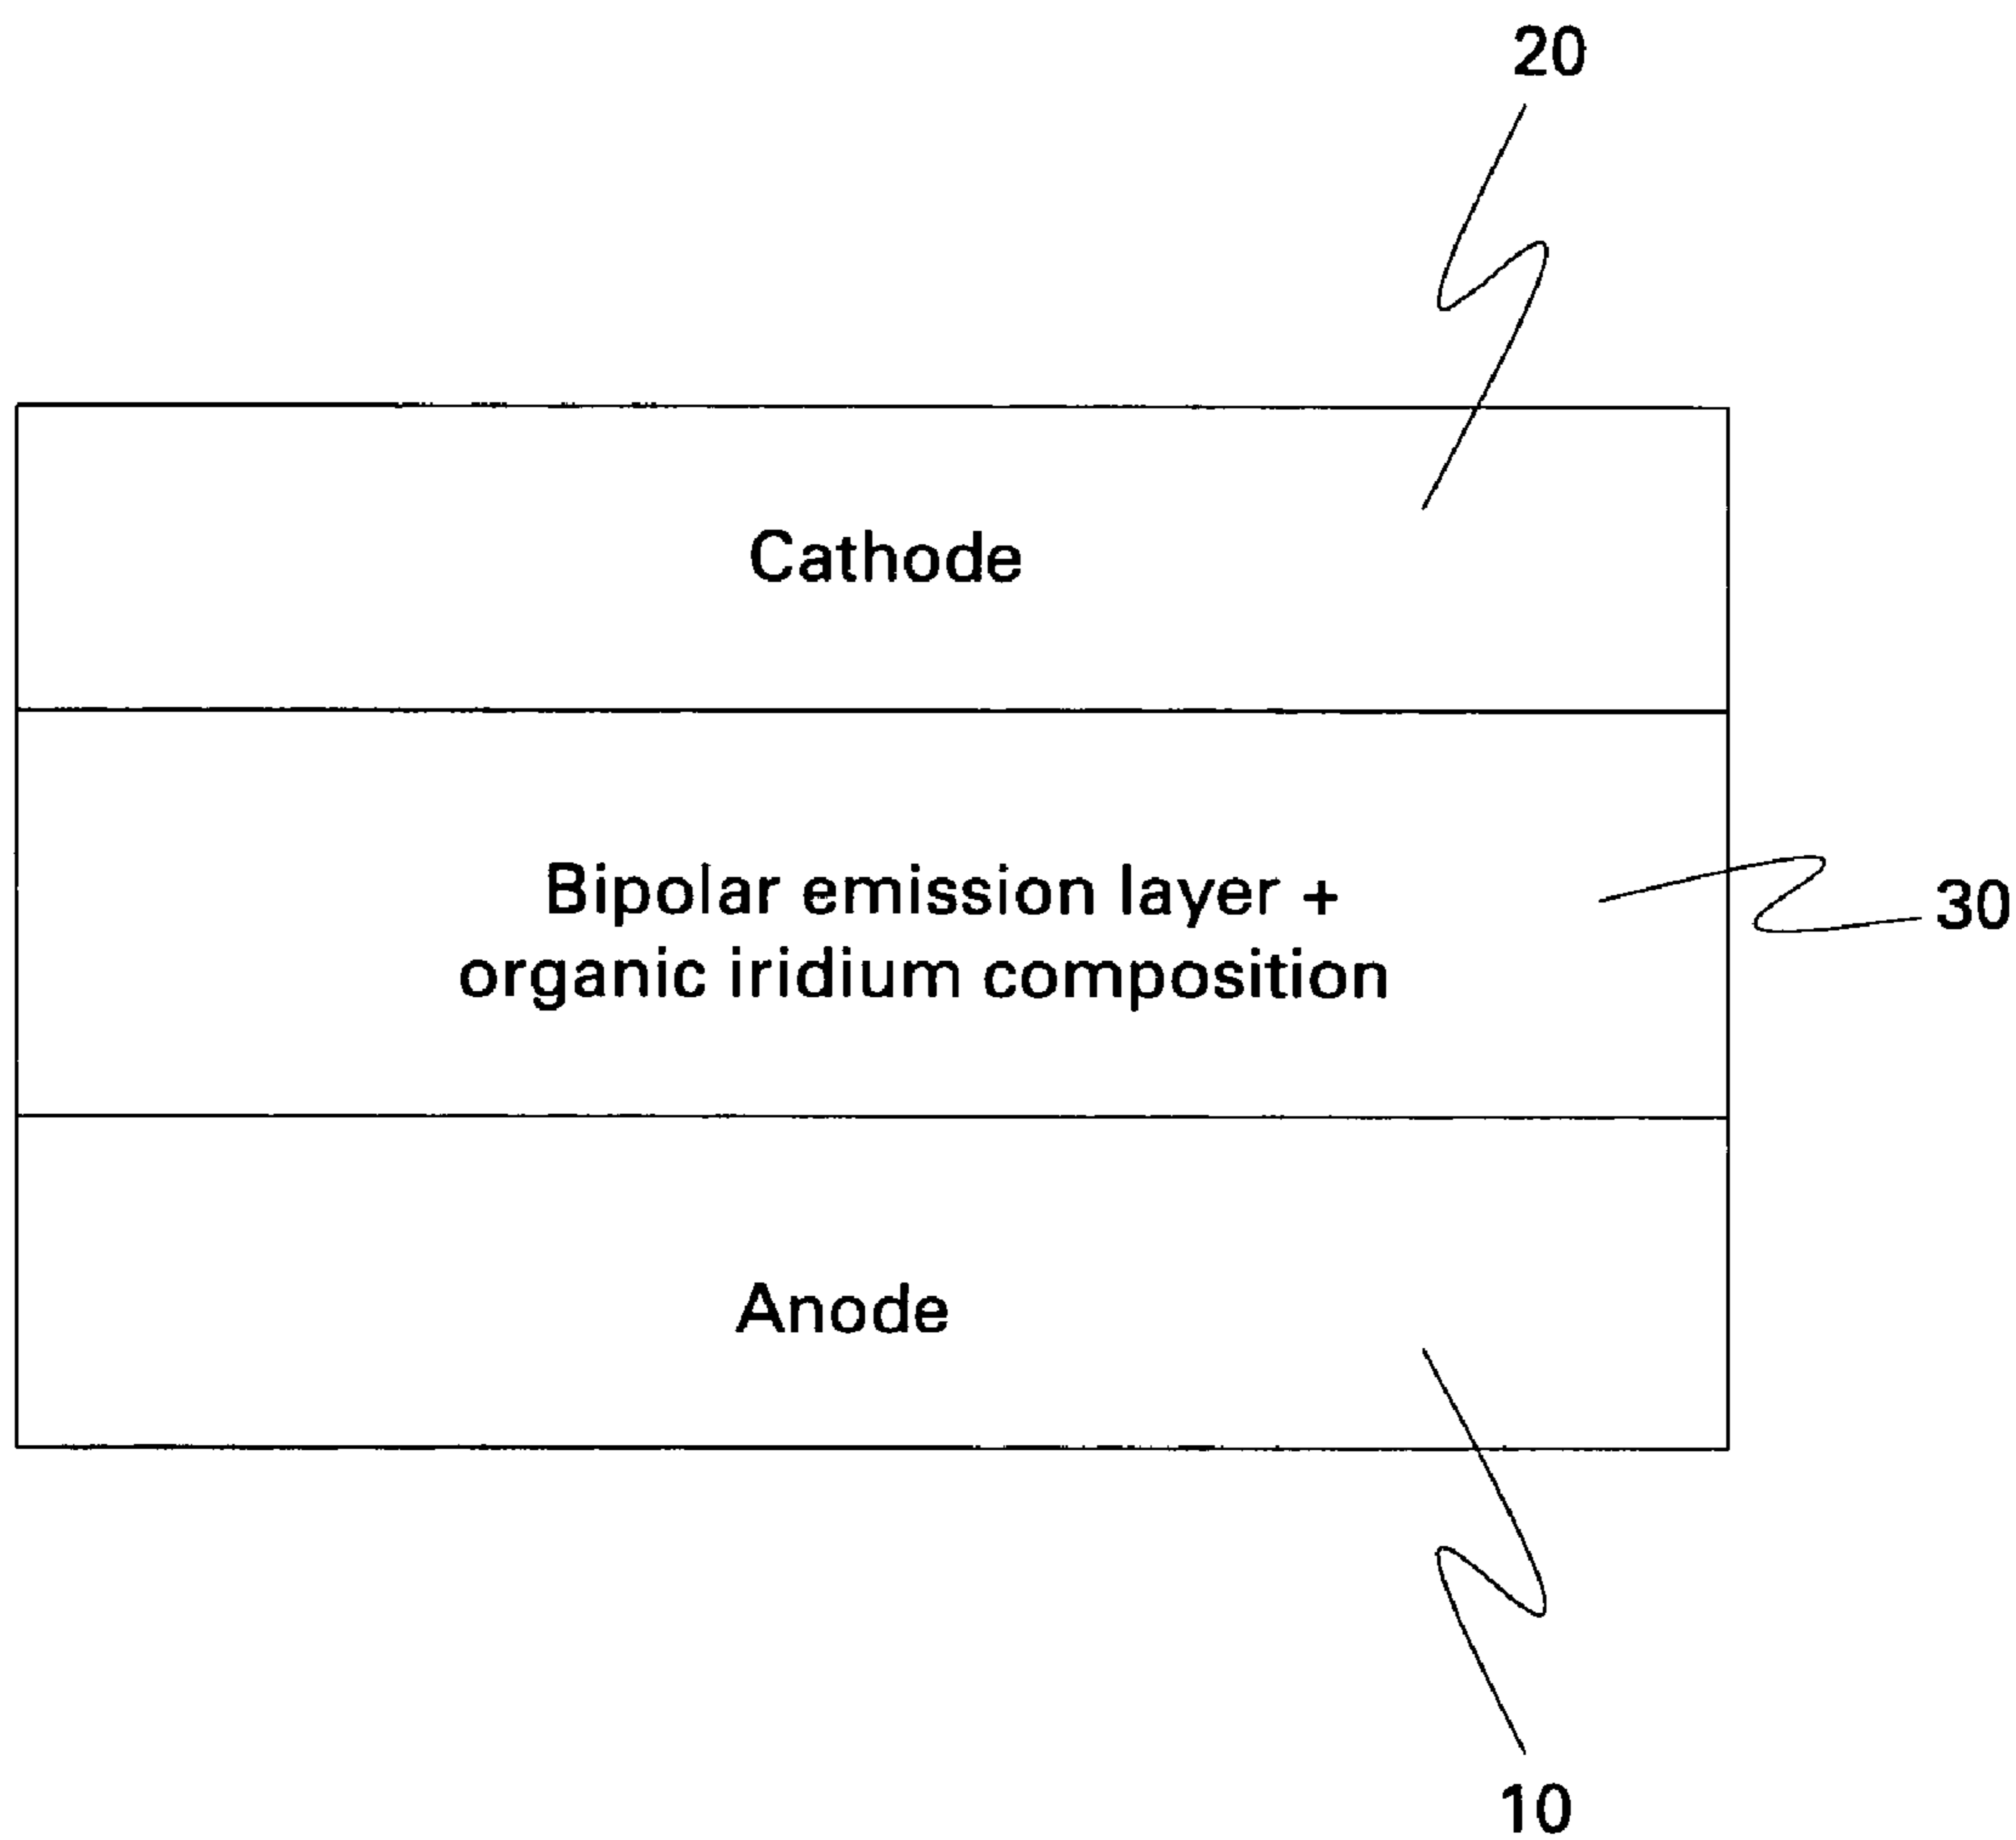 20
Cathode
Bipolar emission layer +
organic iridium composition
30
Anode
10